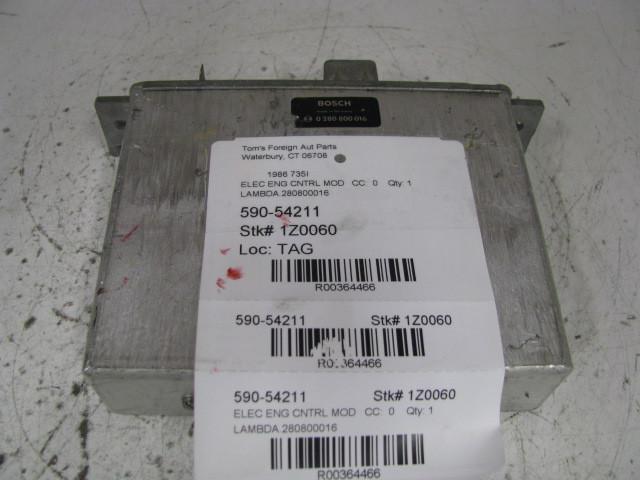 BOSCH
0 280 800 016
Tom's Foreign Aut Parts
Waterbury, CT 06708
1986 735I
ELEC ENG CNTRL MOD CC: 0 Qty: 1
LAMBDA.280800016
590-54211
Stk# 1Z0060
Loc: TAG
R00364466
590-54211 Stk# 1Z0060
R00364466
590-54211 Stk# 1Z0060
ELEC ENG CNTRL MOD CC: 0 Qty: 1
LAMBDA.280800016
R00364466